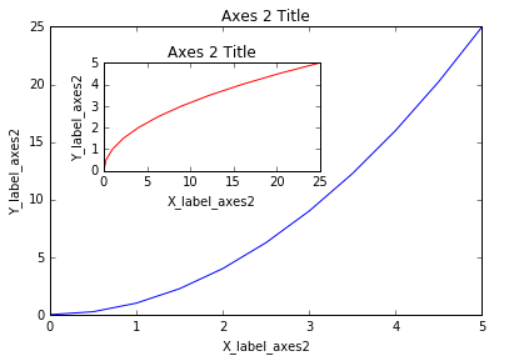 Axes 2 Title
25
20
15
10
5
0
Y_label_axes2
Axes 2 Title
5
4
3
2
1
0
Y_label_axes2
0 5 10 15 20 25
X_label_axes2
0 1 2 3 4 5
X_label_axes2